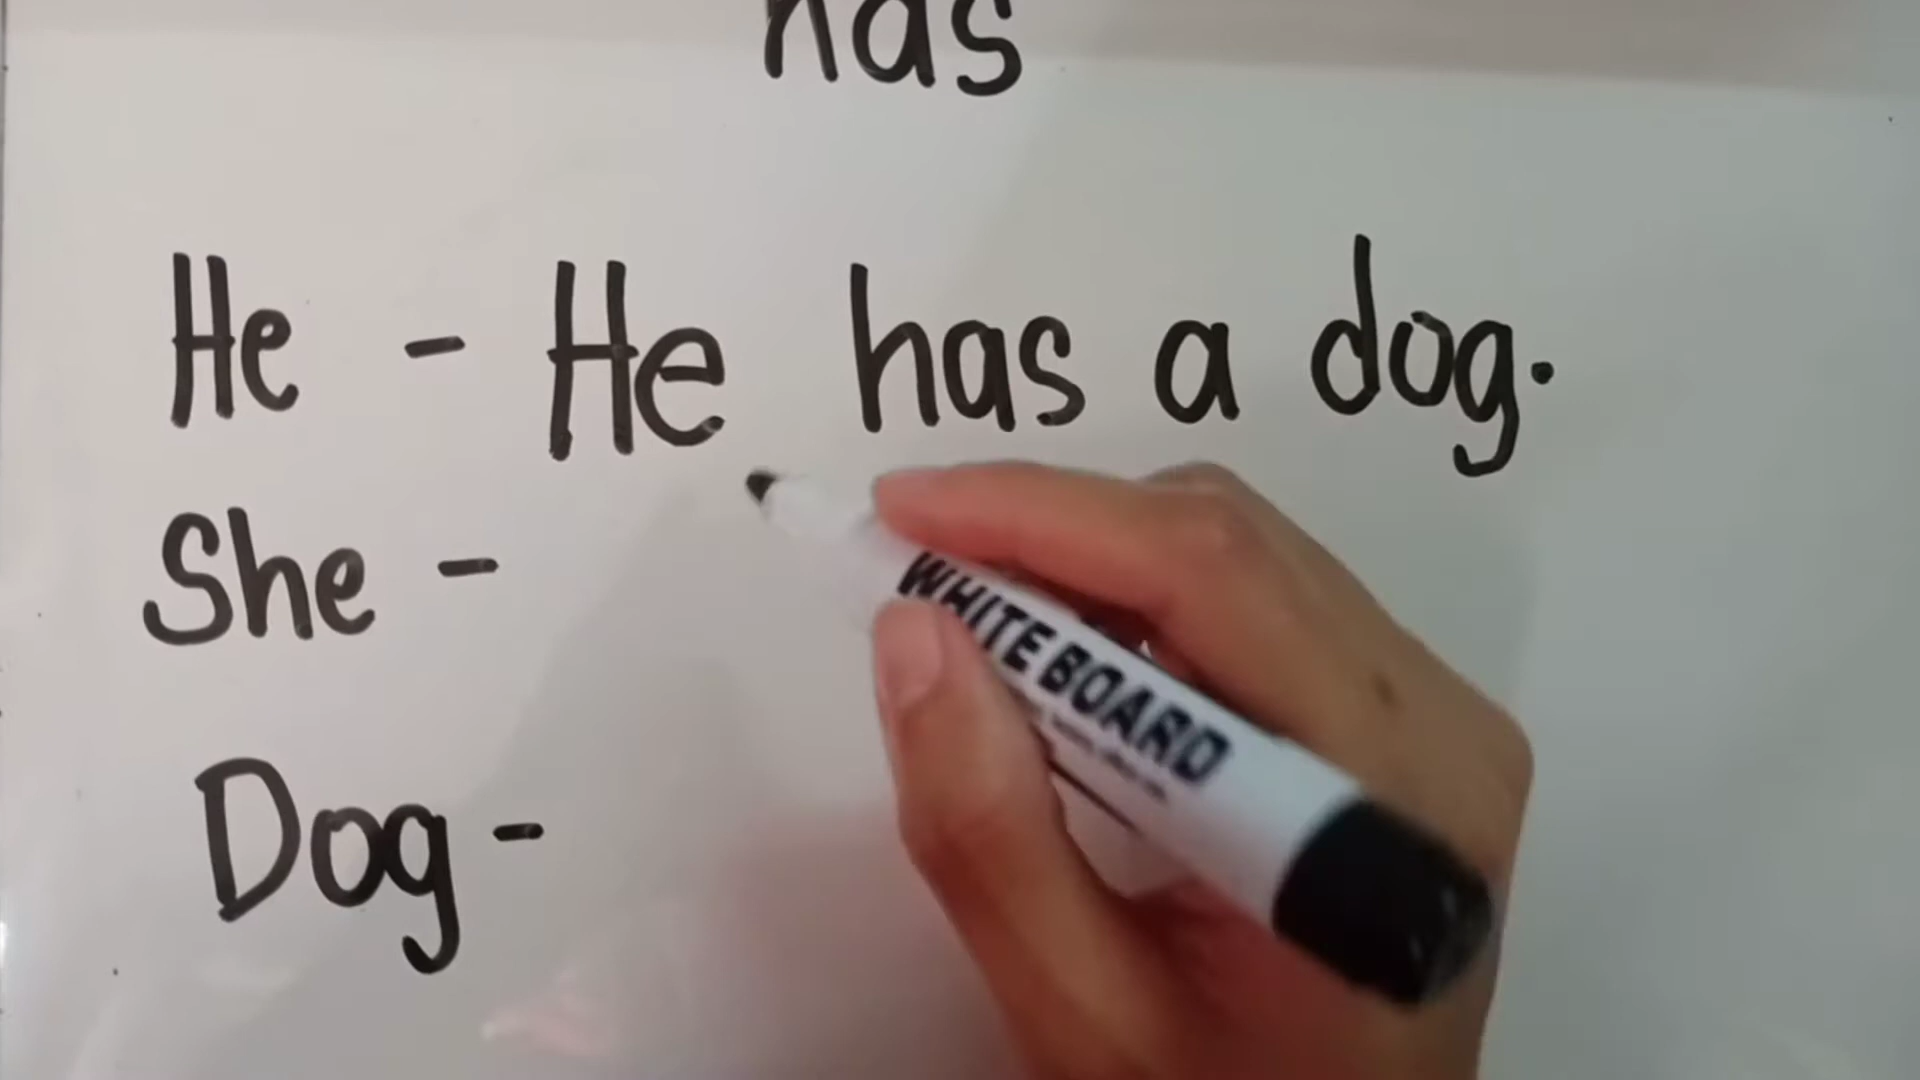 has
He - He has a dog.
She -
WHITE BOARD
Dog -